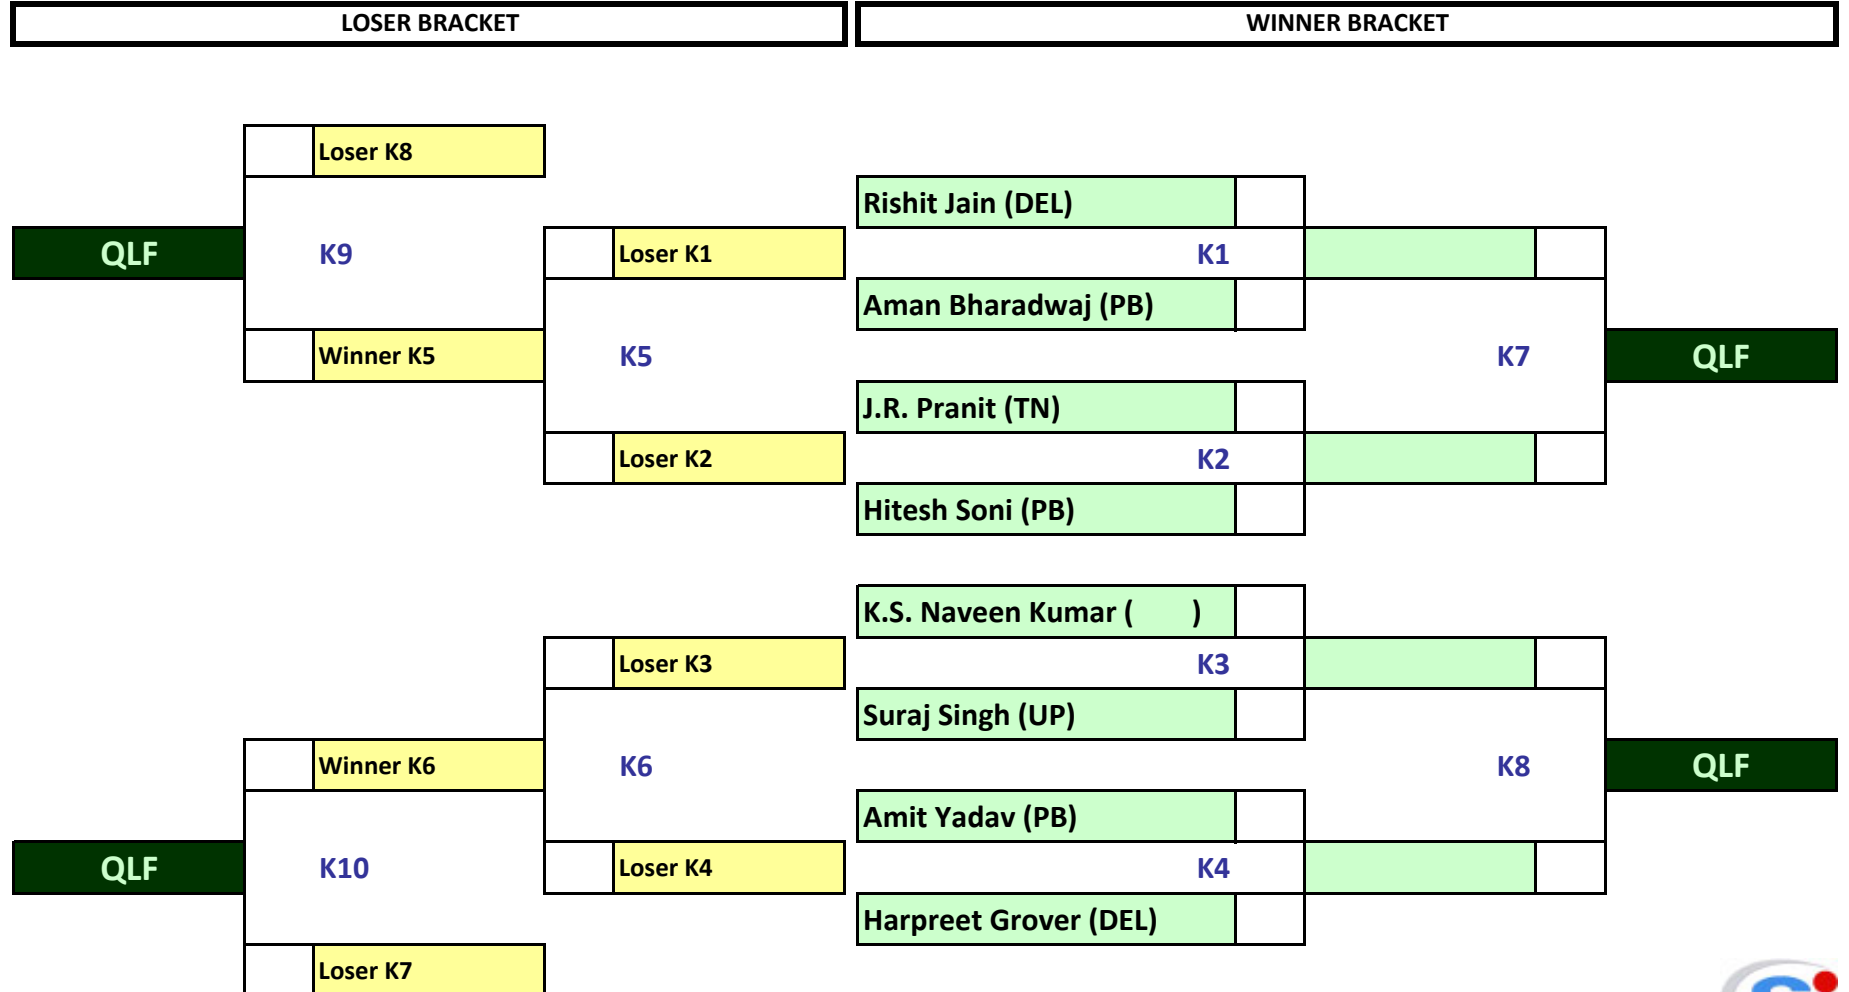 LOSER BRACKET
WINNER BRACKET
Loser K8
Rishit Jain (DEL)
QLF
K9
Loser K1
K1
Aman Bharadwaj (PB)
Winner K5
K5
K7
QLF
J.R. Pranit (TN)
Loser K2
K2
Hitesh Soni (PB)
K.S. Naveen Kumar ( )
Loser K3
K3
Suraj Singh (UP)
Winner K6
K6
K8
QLF
Amit Yadav (PB)
QLF
K10
Loser K4
K4
Harpreet Grover (DEL)
Loser K7